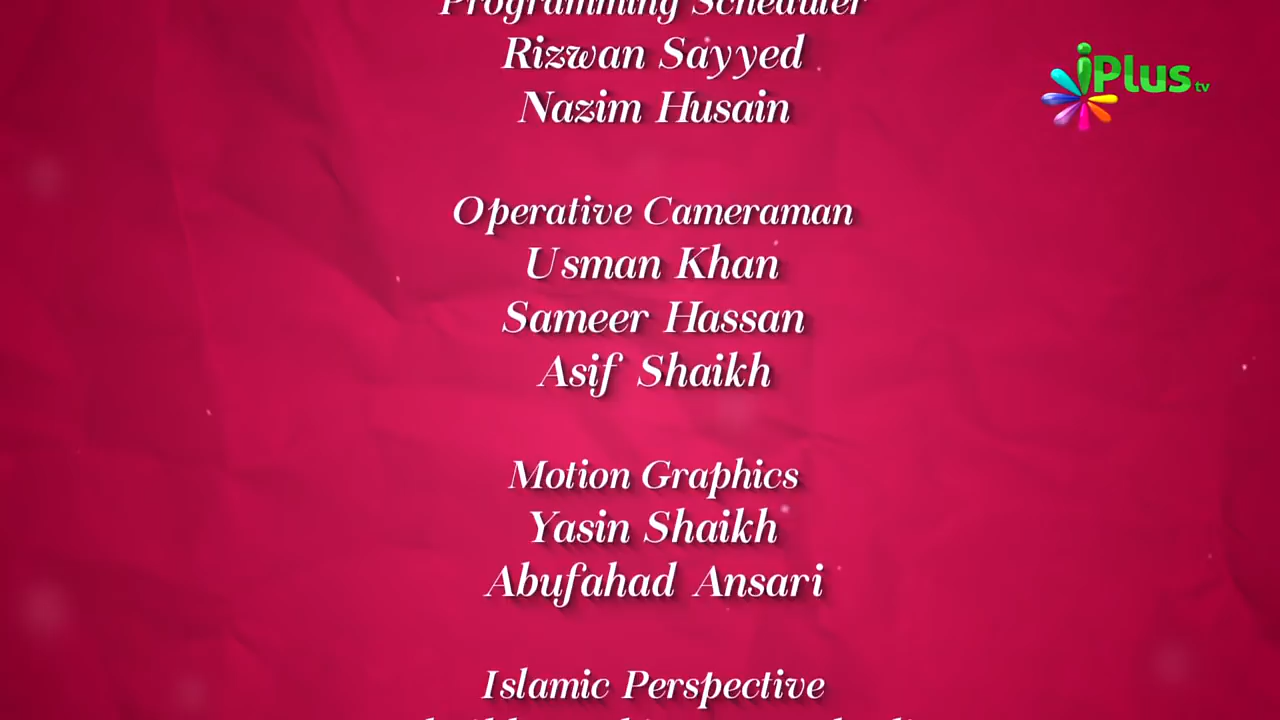 Programming Scheduler
Rizwan Sayyed
Nazim Husain
iPlus tv
Operative Cameraman
Usman Khan
Sameer Hassan
Asif Shaikh
Motion Graphics
Yasin Shaikh
Abufahad Ansari
Islamic Perspective